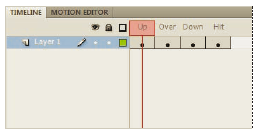 TIMELINE MOTION EDITOR
Up Over Down Hit
Layer 1